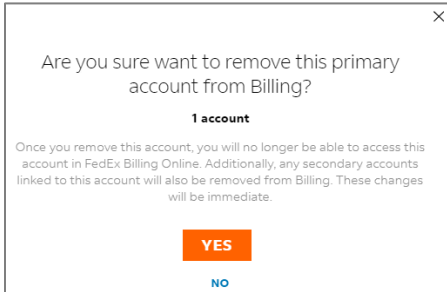 Are you sure want to remove this primary
account from Billing?
1 account
Once you remove this account, you will no longer be able to access this
account in FedEx Billing Online. Additionally, any secondary accounts
linked to this account will also be removed from Billing. These changes
will be immediate.
YES
NO